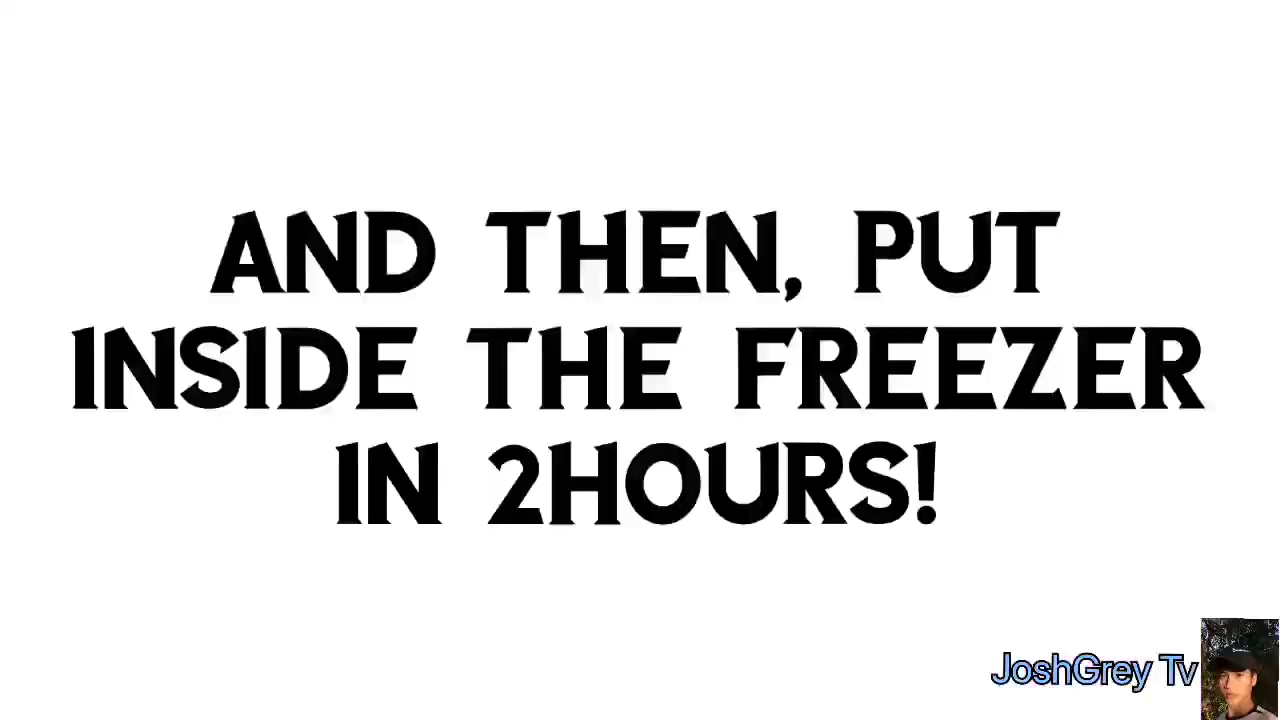 AND THEN, PUT
INSIDE THE FREEZER
IN 2HOURS!
JoshGrey Tv